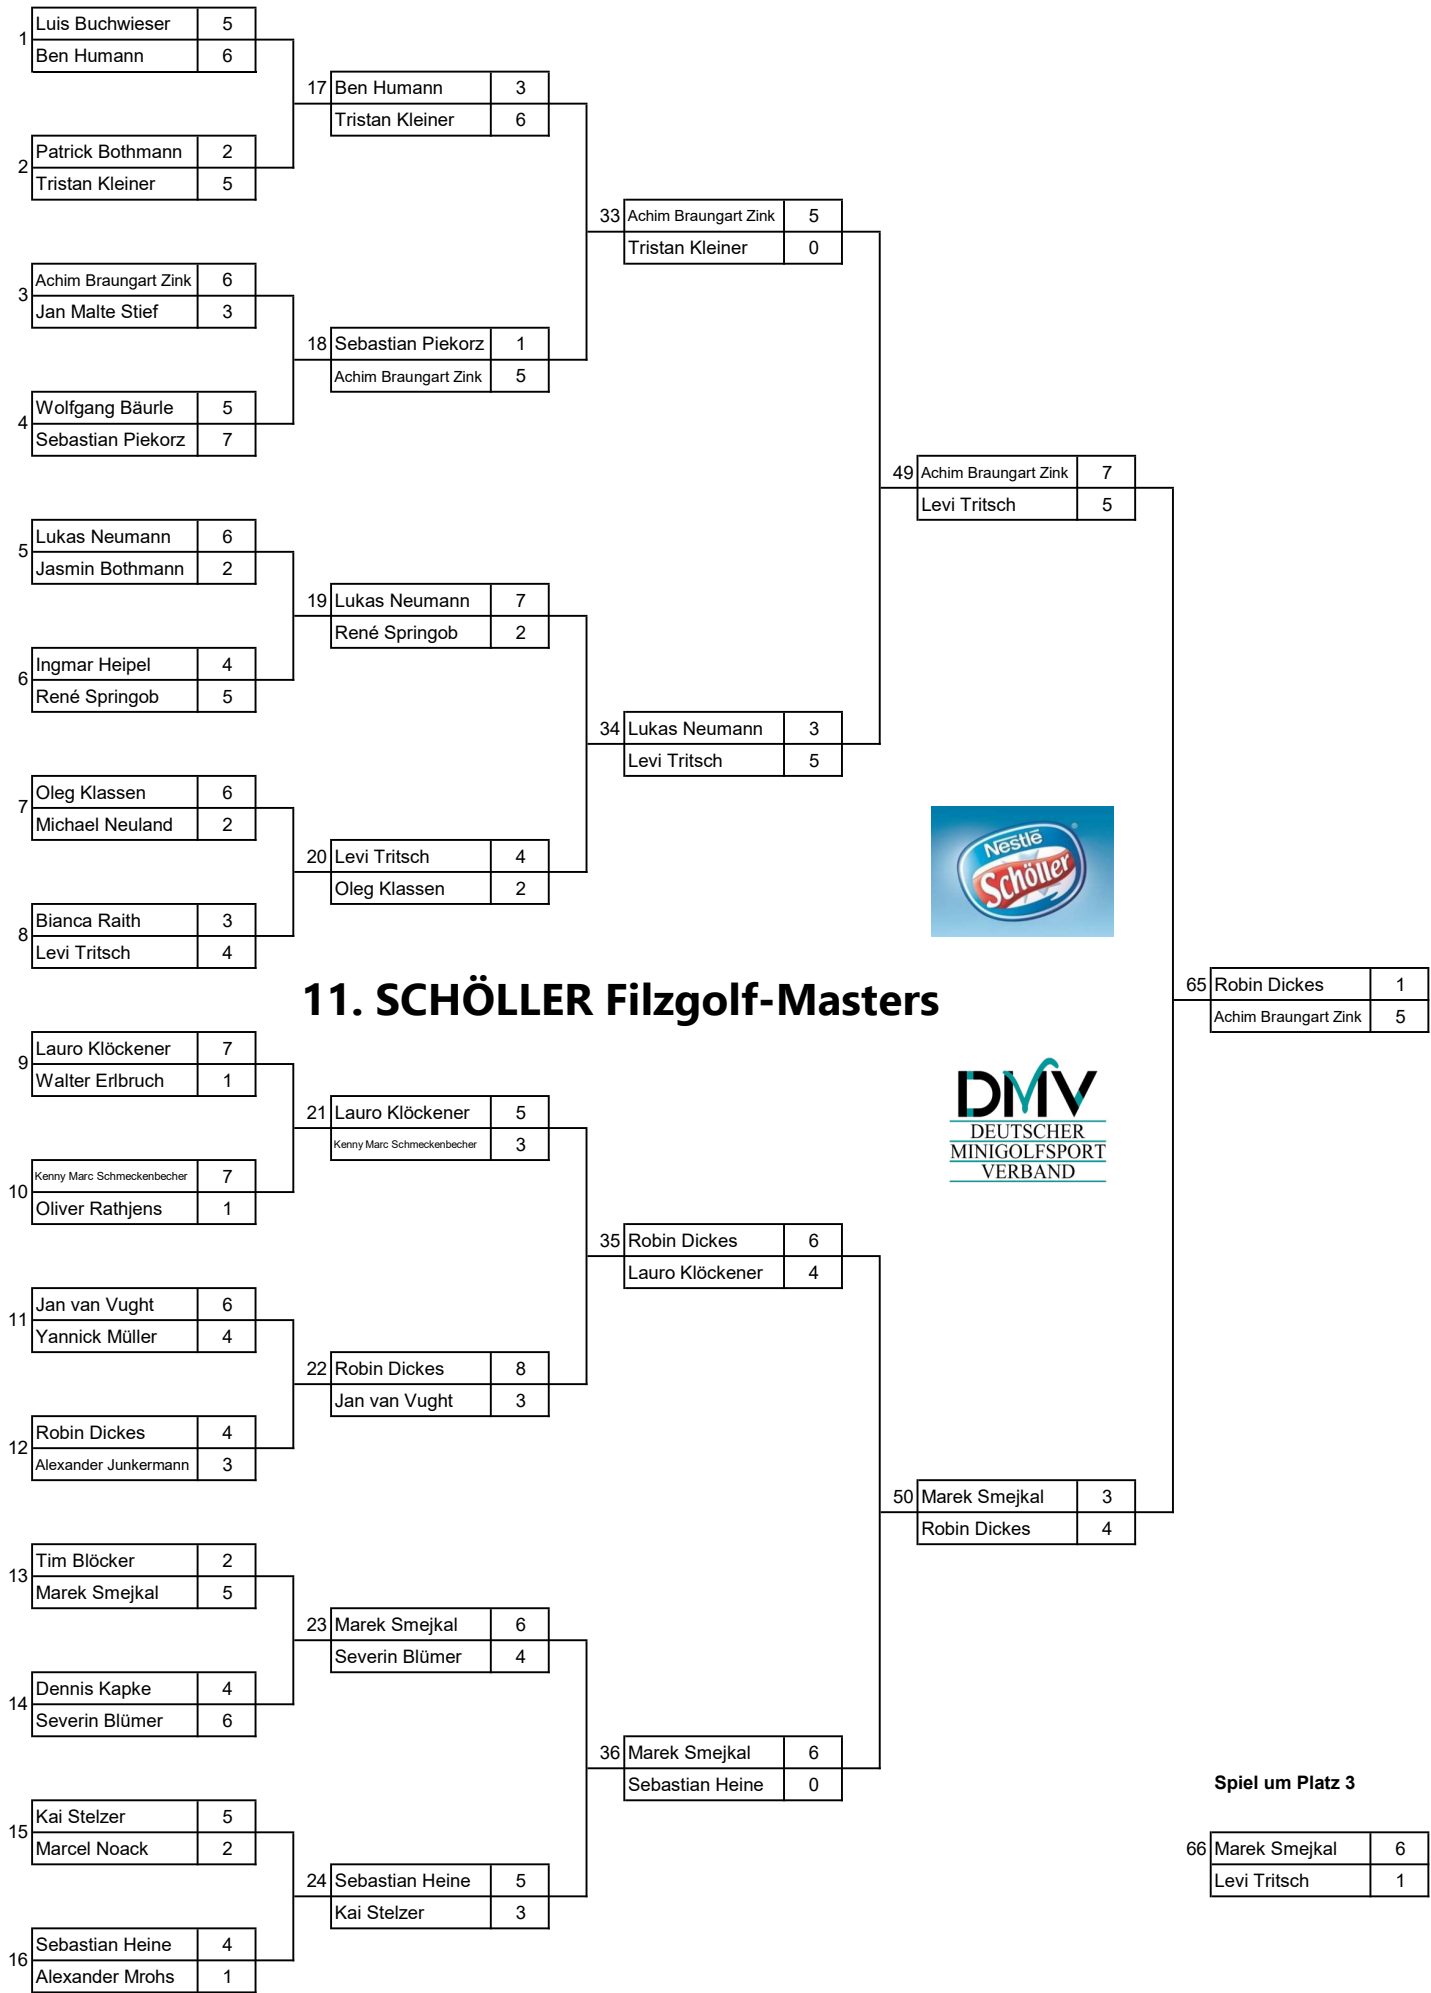 1 Luis Buchwieser 5
Ben Humann 6
2 Patrick Bothmann 2
Tristan Kleiner 5
3 Achim Braungart Zink 6
Jan Malte Stief 3
4 Wolfgang Bäurle 5
Sebastian Piekorz 7
5 Lukas Neumann 6
Jasmin Bothmann 2
6 Ingmar Heipel 4
René Springob 5
7 Oleg Klassen 6
Michael Neuland 2
8 Bianca Raith 3
Levi Tritsch 4
9 Lauro Klöckener 7
Walter Erlbruch 1
10 Kenny Marc Schmeckenbecher 7
Oliver Rathjens 1
11 Jan van Vught 6
Yannick Müller 4
12 Robin Dickes 4
Alexander Junkermann 3
13 Tim Blöcker 2
Marek Smejkal 5
14 Dennis Kapke 4
Severin Blümer 6
15 Kai Stelzer 5
Marcel Noack 2
16 Sebastian Heine 4
Alexander Mrohs 1
17 Ben Humann 3
Tristan Kleiner 6
18 Sebastian Piekorz 1
Achim Braungart Zink 5
19 Lukas Neumann 7
René Springob 2
20 Levi Tritsch 4
Oleg Klassen 2
11. SCHÖLLER Filzgolf-Masters
21 Lauro Klöckener 5
Kenny Marc Schmeckenbecher 3
22 Robin Dickes 8
Jan van Vught 3
23 Marek Smejkal 6
Severin Blümer 4
24 Sebastian Heine 5
Kai Stelzer 3
33 Achim Braungart Zink 5
Tristan Kleiner 0
34 Lukas Neumann 3
Levi Tritsch 5
35 Robin Dickes 6
Lauro Klöckener 4
36 Marek Smejkal 6
Sebastian Heine 0
49 Achim Braungart Zink 7
Levi Tritsch 5
Nestlé
Schöller
DMV
DEUTSCHER
MINIGOLFSPORT
VERBAND
50 Marek Smejkal 3
Robin Dickes 4
65 Robin Dickes 1
Achim Braungart Zink 5
Spiel um Platz 3
66 Marek Smejkal 6
Levi Tritsch 1